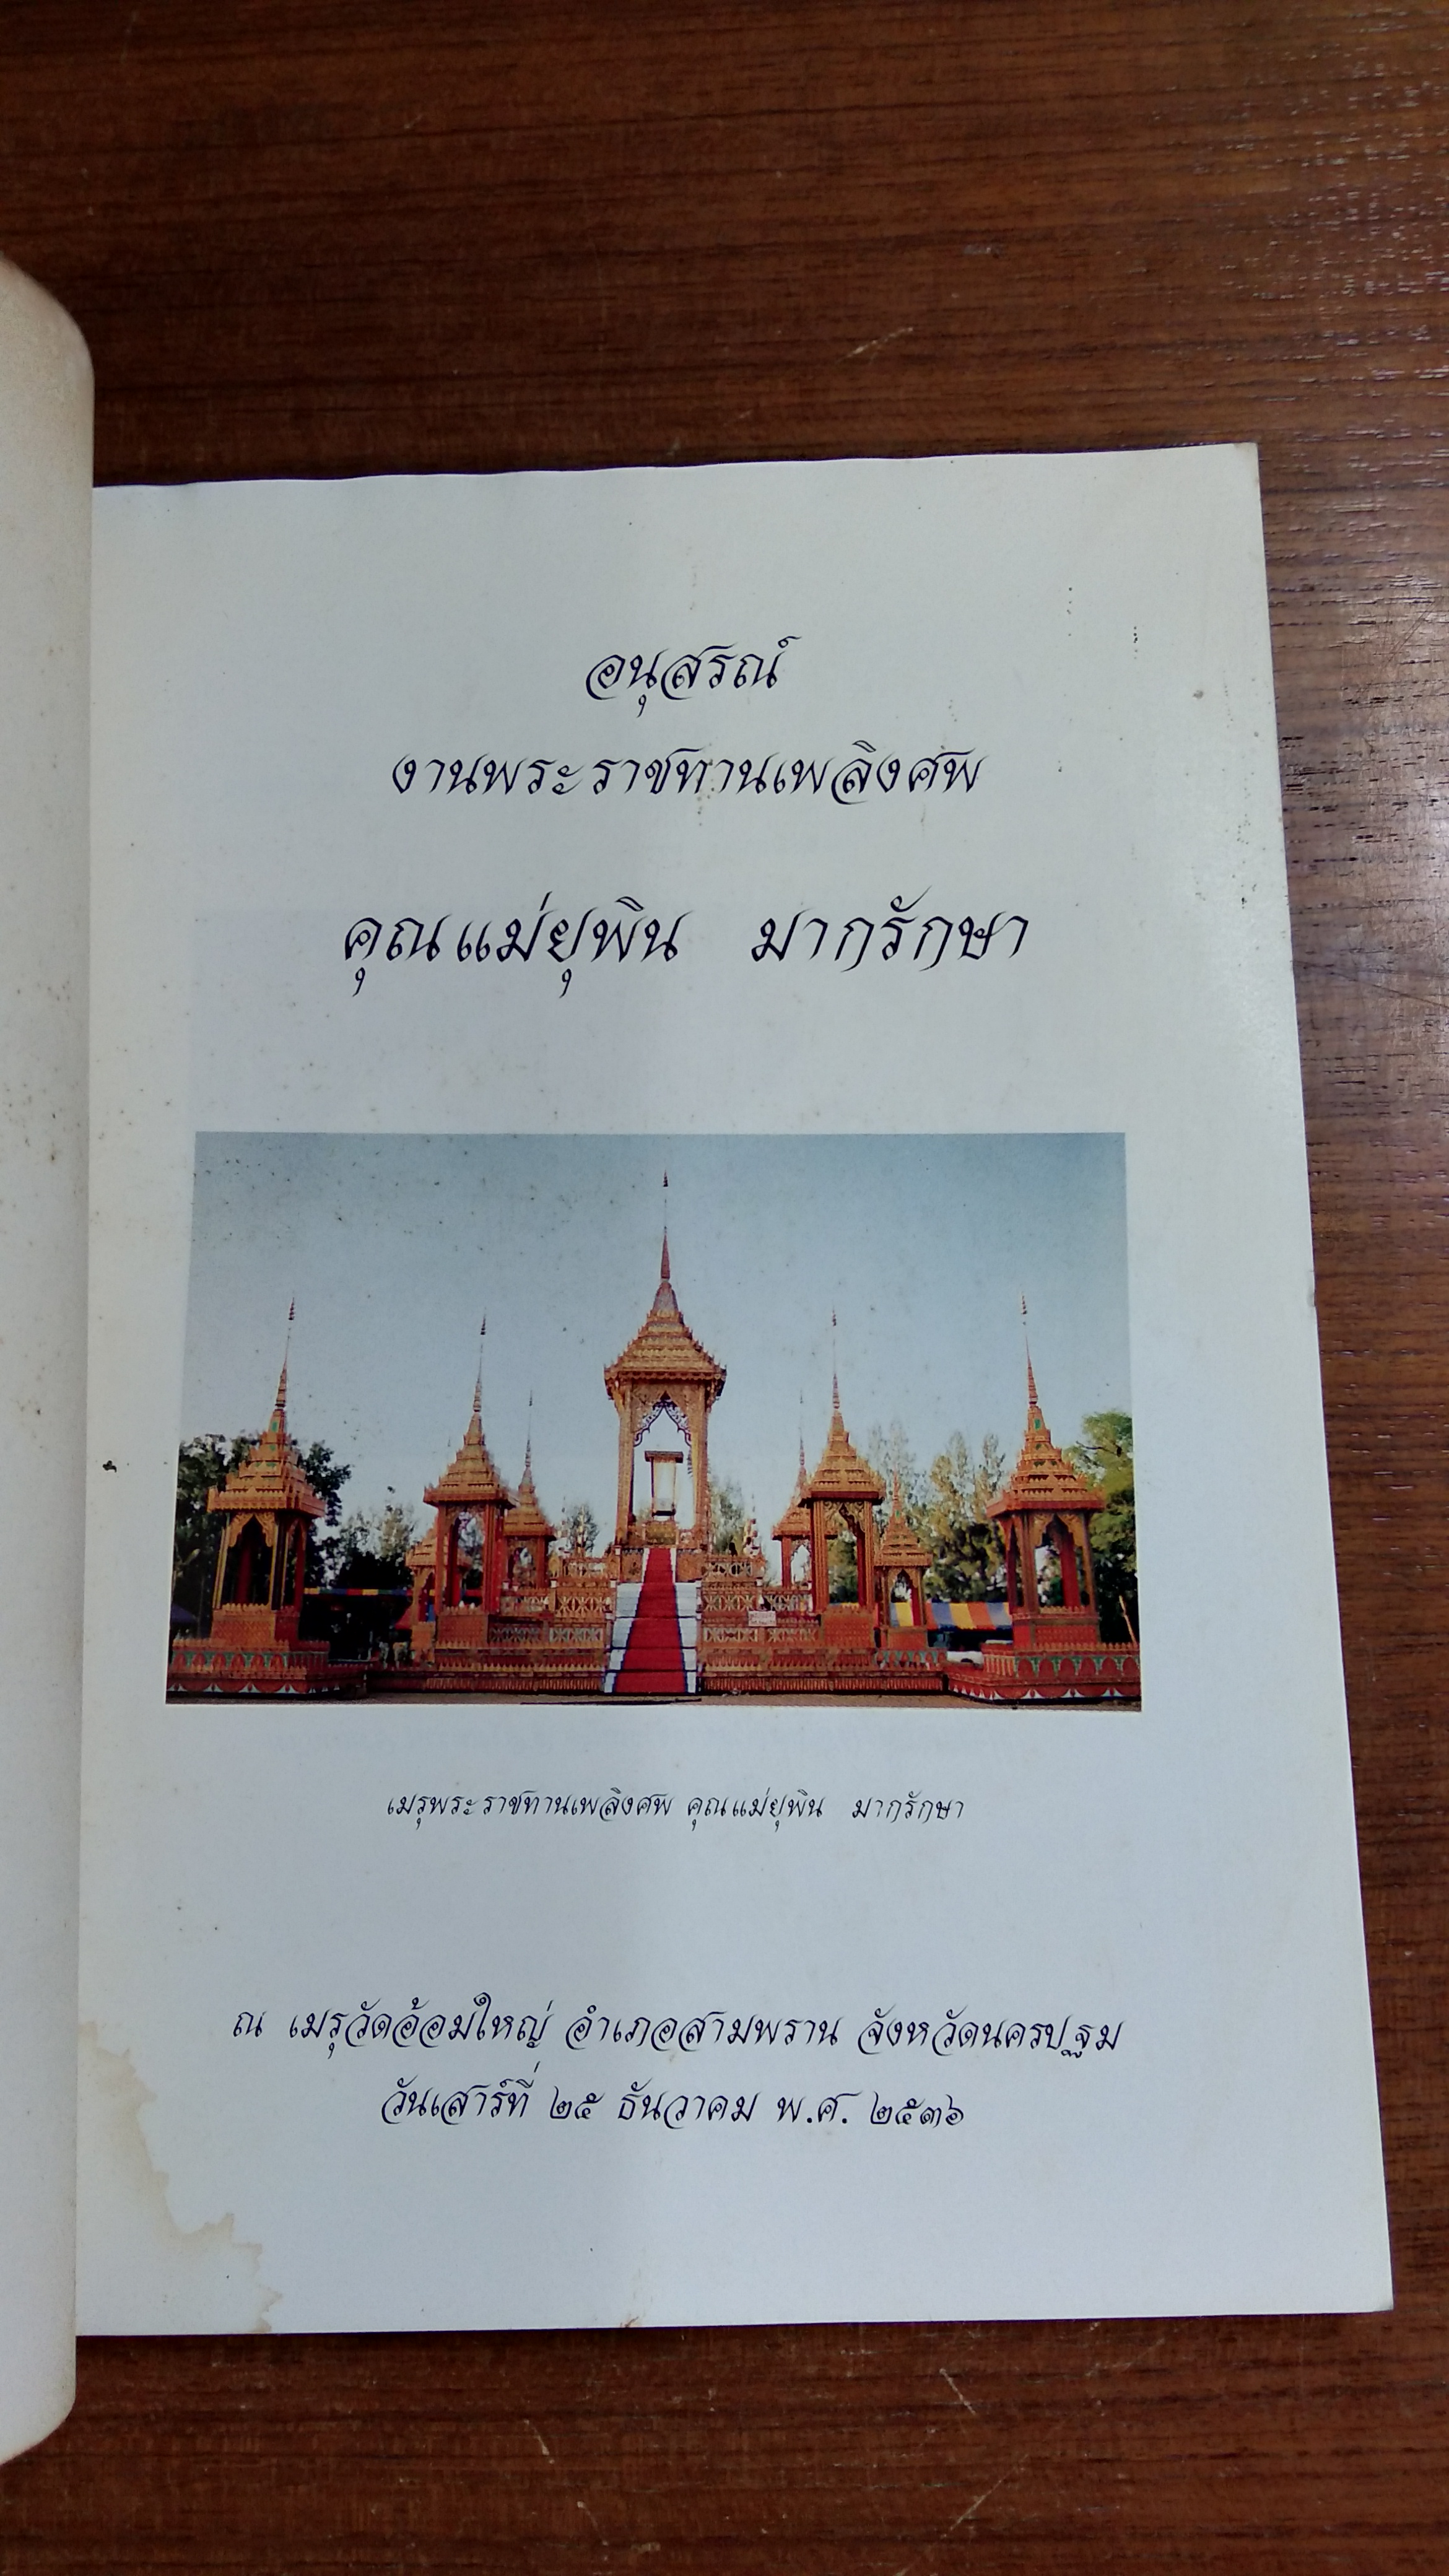 อนุสรณ์
งานพระราชทานเพลิงศพ
คุณแม่ยุพิน มากรักษา
เมรุพระราชทานเพลิงศพ คุณแม่ยุพิน มากรักษา
ณ เมรุวัดอ้อมใหญ่ อำเภอสามพราน จังหวัดนครปฐม
วันเสาร์ที่ ๒๕ ธันวาคม พ.ศ. ๒๕๓๖